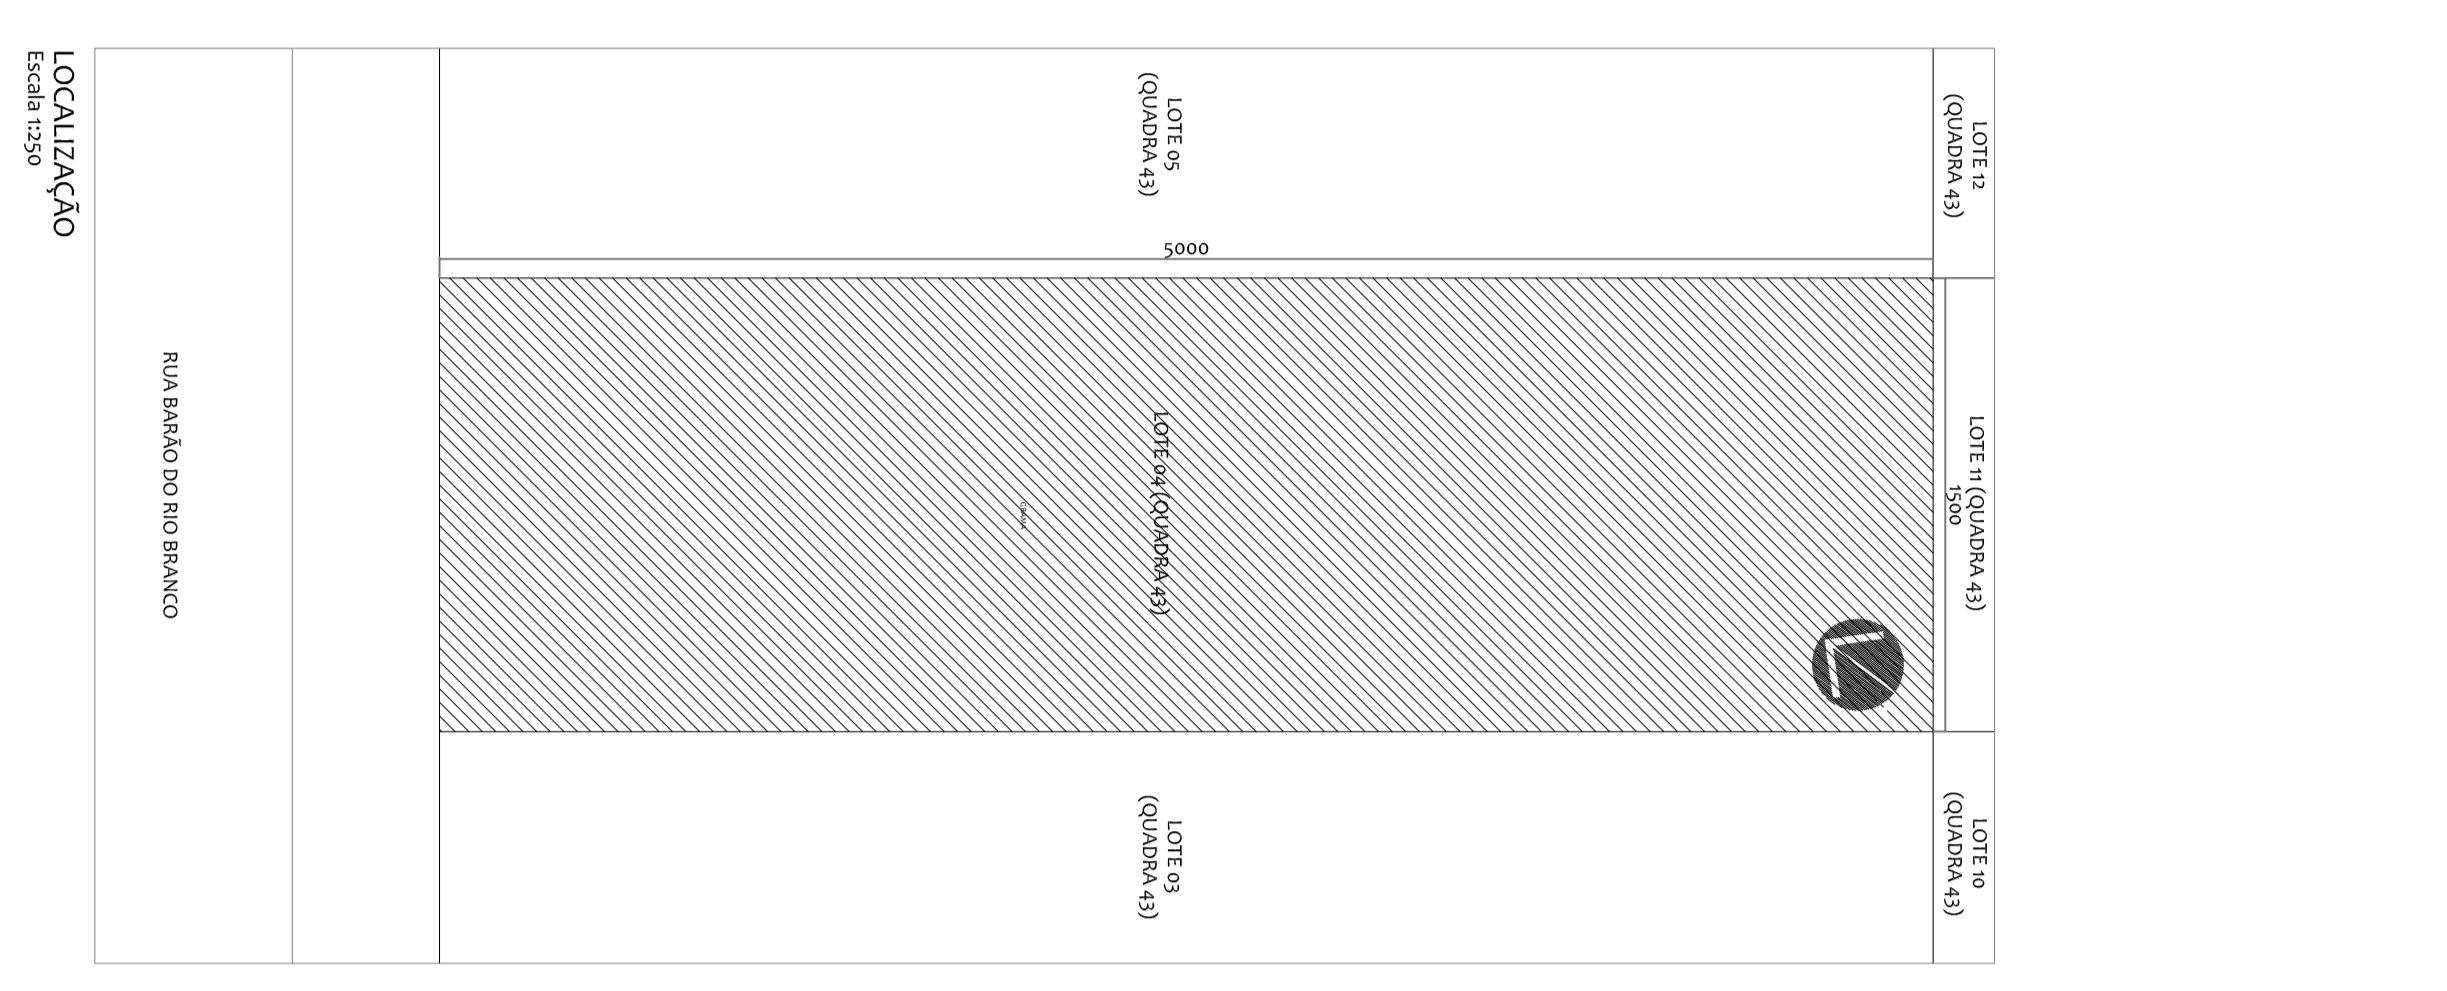 LOCALIZAÇÃO
Escala 1:250
RUA BARÃO DO RIO BRANCO
LOTE 05
(QUADRA 43)
5000
LOTE 04 (QUADRA 43)
GRAMA
LOTE 03
(QUADRA 43)
LOTE 12
(QUADRA 43)
LOTE 11 (QUADRA 43)
1500
LOTE 10
(QUADRA 43)